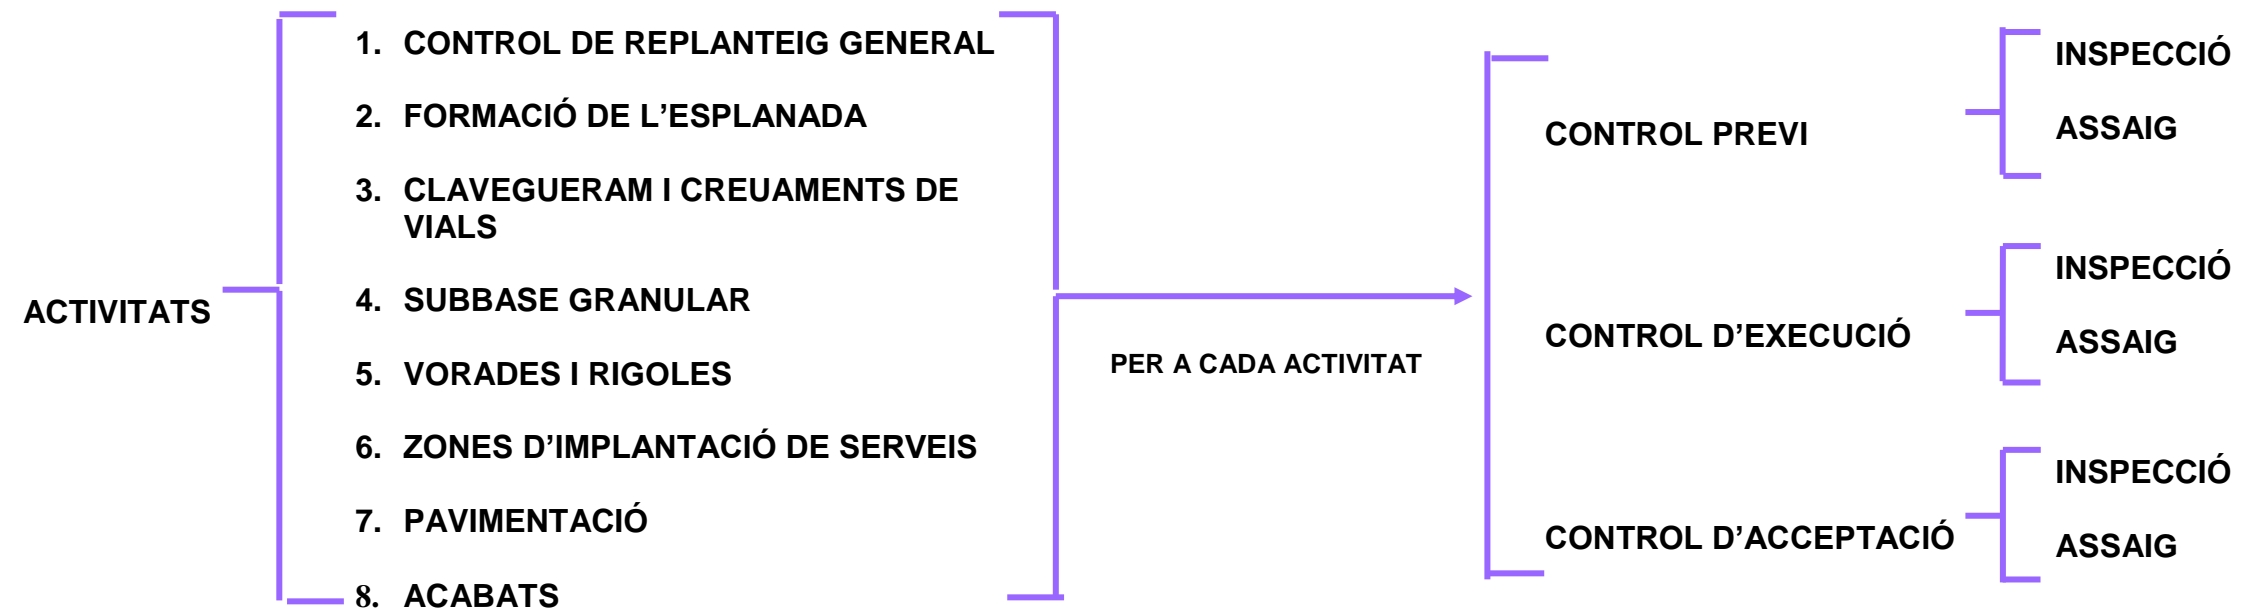 ACTIVITATS
1. CONTROL DE REPLANTEIG GENERAL
2. FORMACIÓ DE L’ESPLANADA
3. CLAVEGUERAM I CREUAMENTS DE
VIALS
4. SUBBASE GRANULAR
5. VORADES I RIGOLES
6. ZONES D’IMPLANTACIÓ DE SERVEIS
7. PAVIMENTACIÓ
8. ACABATS
PER A CADA ACTIVITAT
CONTROL PREVI
INSPECCIÓ
ASSAIG
CONTROL D’EXECUCIÓ
INSPECCIÓ
ASSAIG
CONTROL D’ACCEPTACIÓ
INSPECCIÓ
ASSAIG